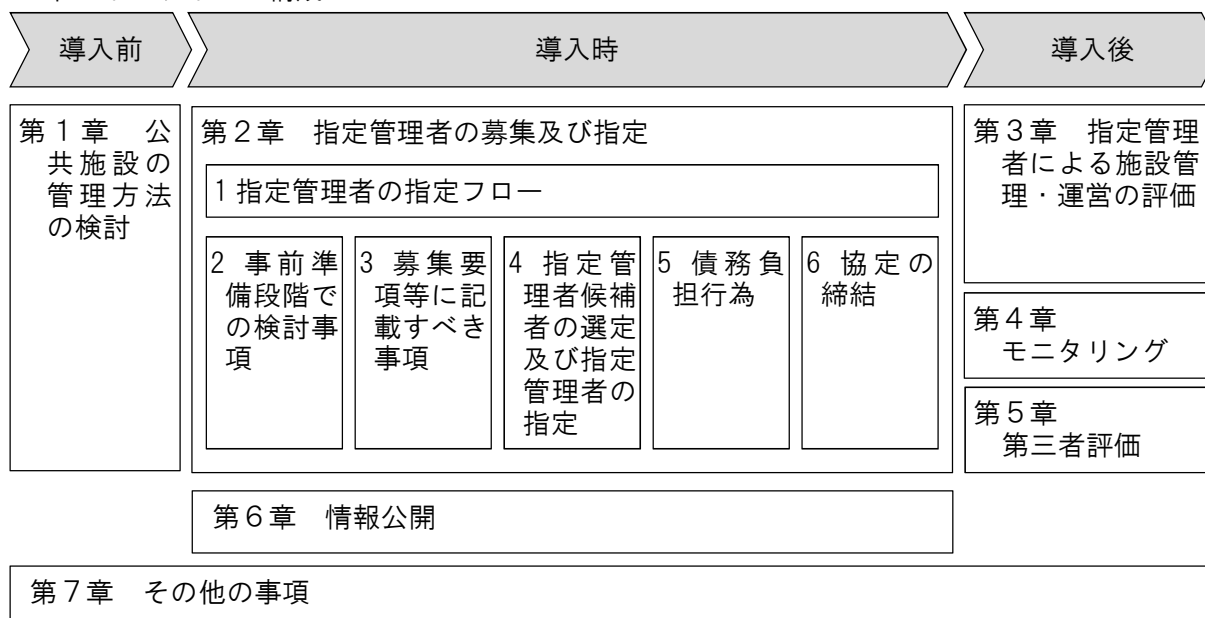 導入前
導入時
導入後
第１章　公
共施設の
管理方法
の検討
第２章　指定管理者の募集及び指定
1 指定管理者の指定フロー
2 事前準
備段階で
の検討事
項
3 募集要
項等に記
載すべき
事項
4 指定管
理者候補
者の選定
及び指定
管理者の
指定
5 債務負
担行為
6 協定の
締結
第３章　指定管理
者による施設管
理・運営の評価
第４章
モニタリング
第５章
第三者評価
第６章　情報公開
第７章　その他の事項